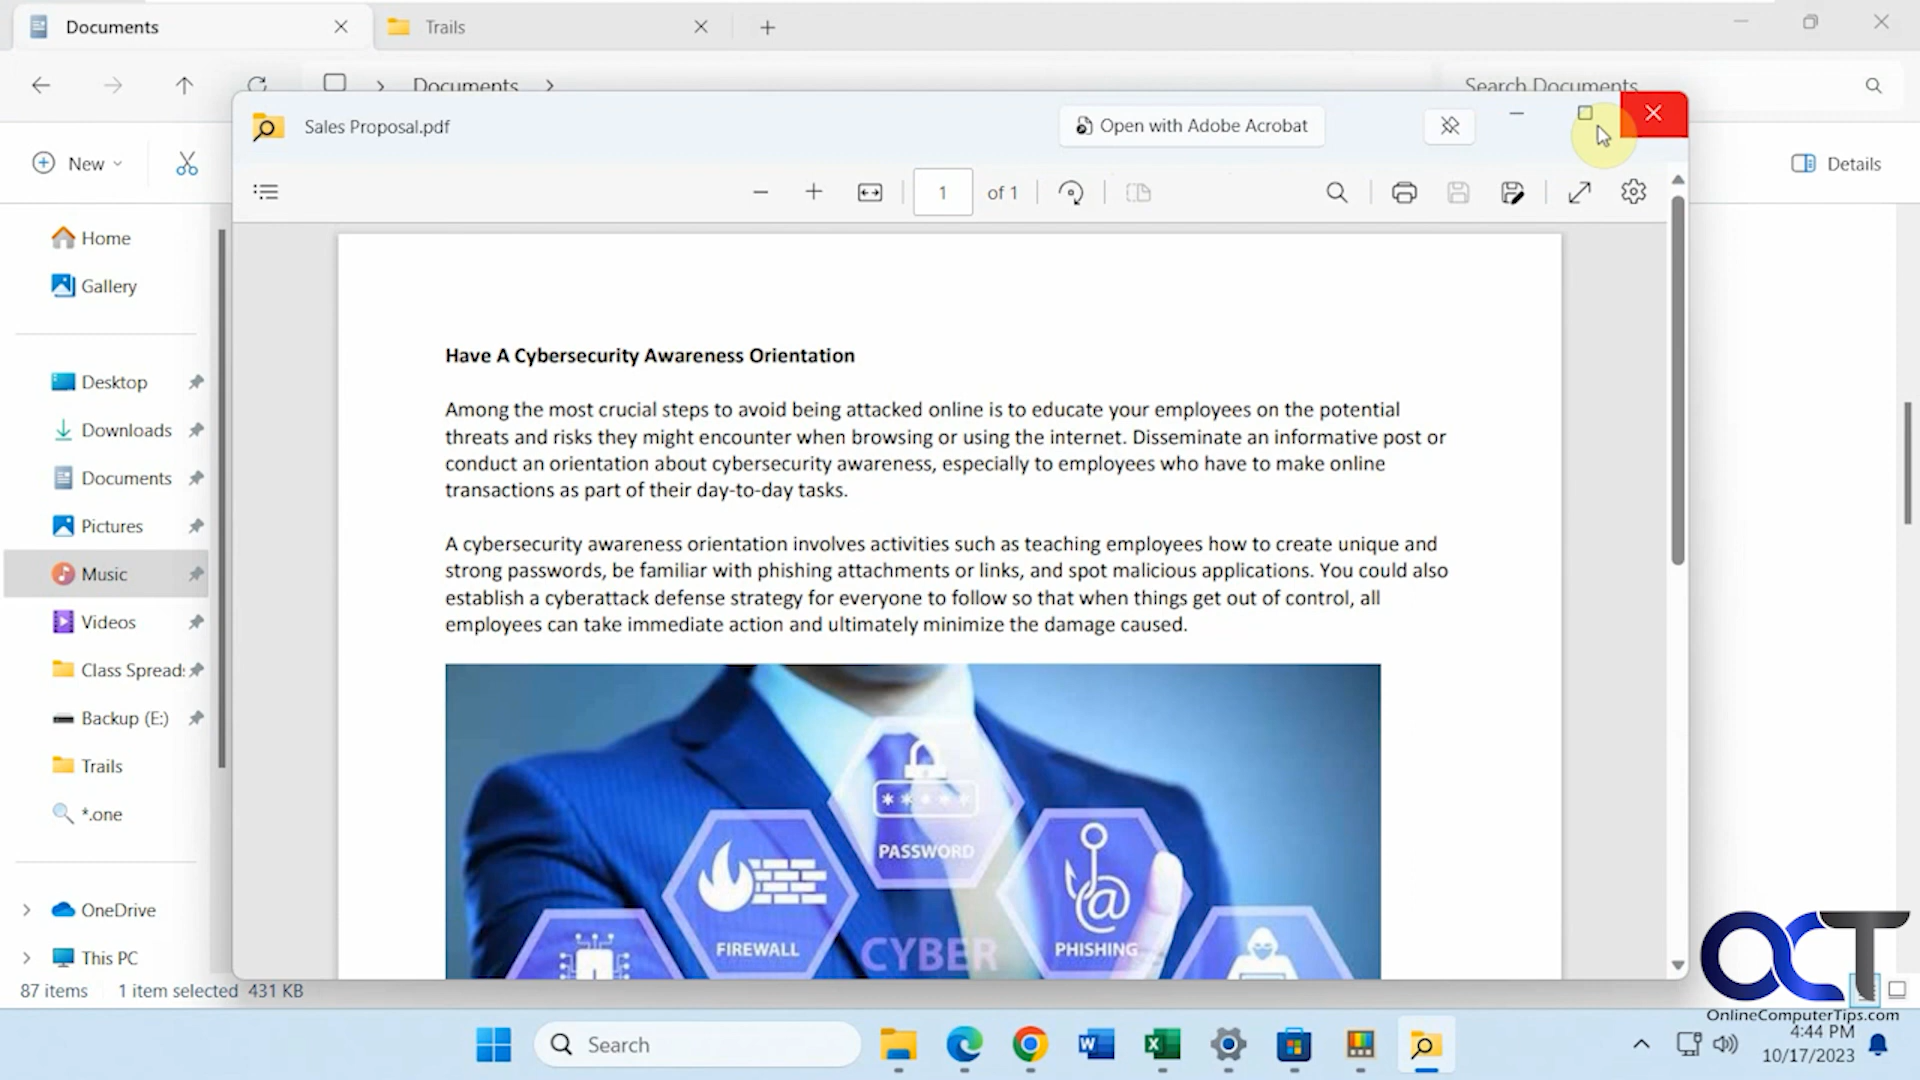 Documents
Trails
Documents
Search Documents
New
Details
Sales Proposal.pdf
Open with Adobe Acrobat
1 of 1
Home
Gallery
Desktop
Downloads
Documents
Pictures
Music
Videos
Class Spread:
Backup (E:)
Trails
*.one
OneDrive
This PC
Have A Cybersecurity Awareness Orientation
Among the most crucial steps to avoid being attacked online is to educate your employees on the potential
threats and risks they might encounter when browsing or using the internet. Disseminate an informative post or
conduct an orientation about cybersecurity awareness, especially to employees who have to make online
transactions as part of their day-to-day tasks.
A cybersecurity awareness orientation involves activities such as teaching employees how to create unique and
strong passwords, be familiar with phishing attachments or links, and spot malicious applications. You could also
establish a cyberattack defense strategy for everyone to follow so that when things get out of control, all
employees can take immediate action and ultimately minimize the damage caused.
* * * * *
PASSWORD
FIREWALL
CYBER
PHISHING
87 items 1 item selected 431 KB
OCT
OnlineComputerTips.com
Search
4:44 PM
10/17/2023